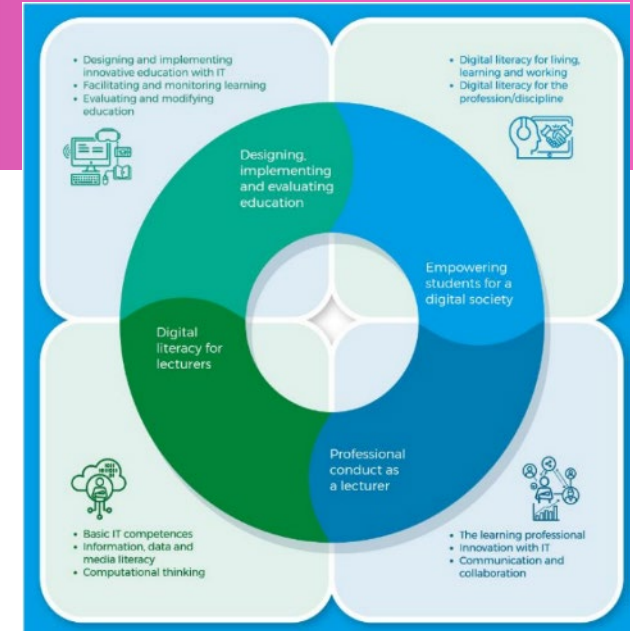 • Designing and implementing
innovative education with IT
• Facilitating and monitoring learning
• Evaluating and modifying
education
• Digital literacy for living,
learning and working
• Digital literacy for the
profession/discipline
Designing,
implementing
and evaluating
education
Empowering
students for a
digital society
Digital
literacy for
lecturers
Professional
conduct as
a lecturer
• Basic IT competences
• Information, data and
media literacy
• Computational thinking
• The learning professional
• Innovation with IT
• Communication and
collaboration